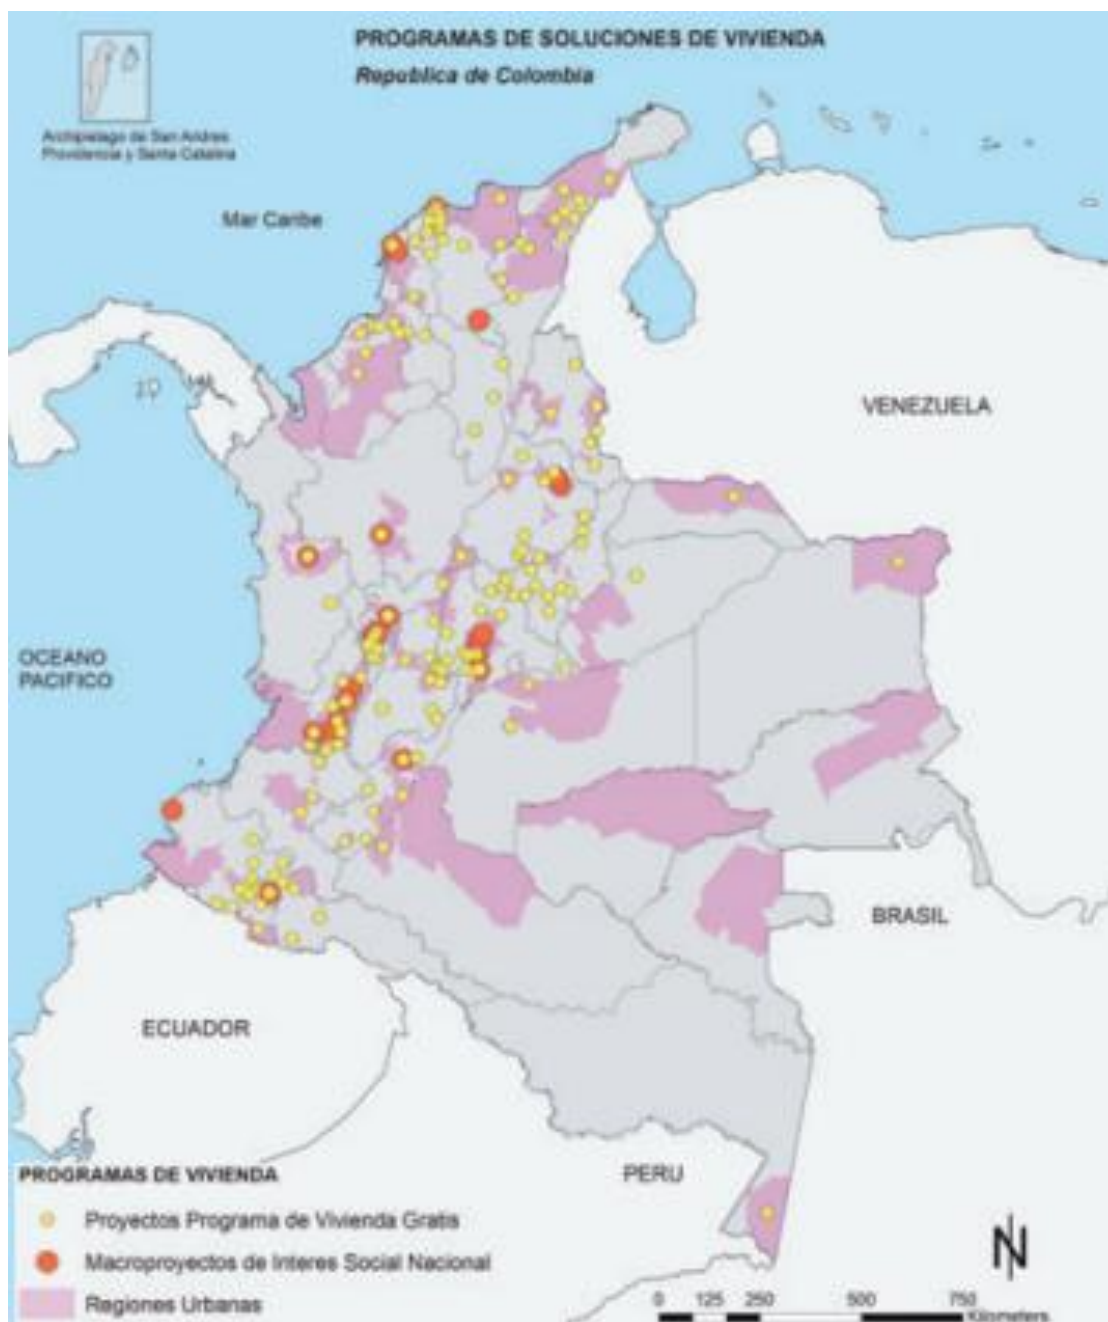 PROGRAMAS DE SOLUCIONES DE VIVIENDA
Republica de Colombia
Archipielago de San Andres
Providencia y Santa Catalina
Mar Caribe
VENEZUELA
OCEANO
PACIFICO
BRASIL
ECUADOR
PERU
PROGRAMAS DE VIVIENDA
Proyectos Programa de Vivienda Gratis
Macroproyectos de Interes Social Nacional
Regiones Urbanas
N
0 125 250 500 750
Kilometers